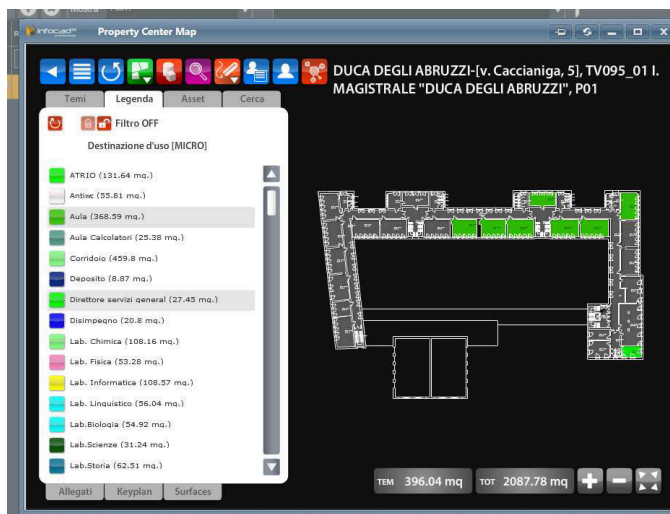 Mostra
infocad™ Property Center Map
DUCA DEGLI ABRUZZI-[v. Caccianiga, 5], TV095_01 I.
MAGISTRALE "DUCA DEGLI ABRUZZI", P01
Temi Legenda Asset Cerca
Filtro OFF
Destinazione d'uso [MICRO]
ATRIO (131.64 mq.)
Antiwc (55.81 mq.)
Aula (368.59 mq.)
Aula Calcolatori (25.38 mq.)
Corridoio (459.8 mq.)
Deposito (8.87 mq.)
Direttore servizi general (27.45 mq.)
Disimpegno (20.8 mq.)
Lab. Chimica (108.16 mq.)
Lab. Fisica (53.28 mq.)
Lab. Informatica (108.57 mq.)
Lab. Linguistico (56.04 mq.)
Lab.Biologia (54.92 mq.)
Lab.Scienze (31.24 mq.)
Lab.Storia (62.51 mq.)
TEM 396.04 mq TOT 2087.78 mq
Allegati Keyplan Surfaces